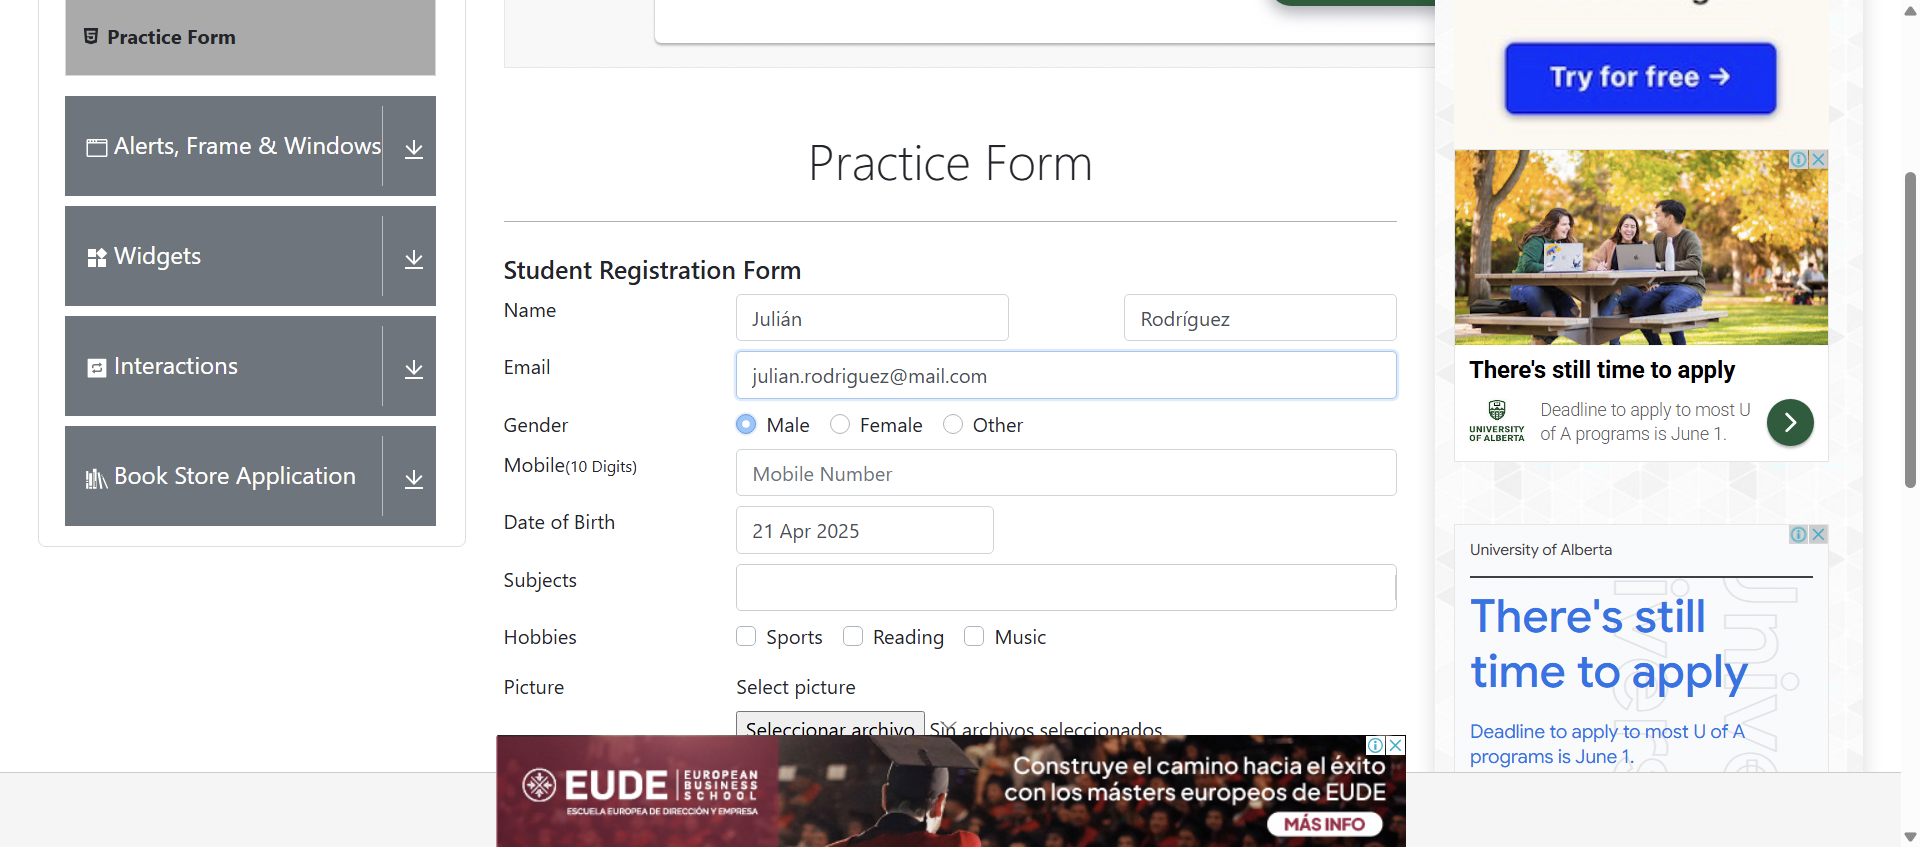 Practice Form
Alerts, Frame & Windows
Widgets
Interactions
Book Store Application
Practice Form
Student Registration Form
Name
Julián
Rodríguez
Email
julian.rodriguez@mail.com
Gender
Male
Female
Other
Mobile(10 Digits)
Mobile Number
Date of Birth
21 Apr 2025
Subjects
Hobbies
Sports
Reading
Music
Picture
Select picture
Seleccionar archivo
Sin archivos seleccionados
EUDE
EUROPEAN
BUSINESS
SCHOOL
ESCUELA EUROPEA DE DIRECCIÓN Y EMPRESA
Construye el camino hacia el éxito
con los másters europeos de EUDE
MÁS INFO
Try for free →
There's still time to apply
UNIVERSITY
OF ALBERTA
Deadline to apply to most U
of A programs is June 1.
University of Alberta
There's still
time to apply
Deadline to apply to most U of A
programs is June 1.